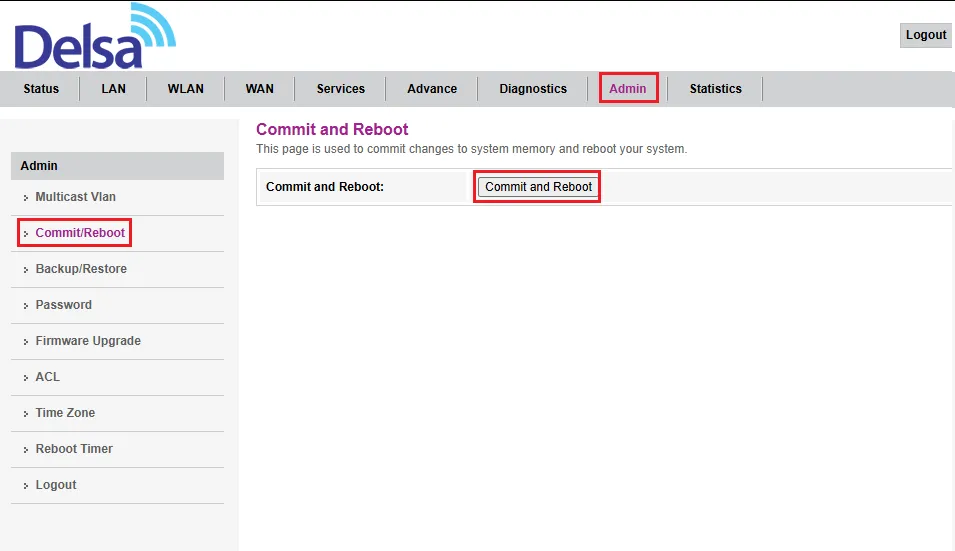 Delsa
Logout
Status LAN WLAN WAN Services Advance Diagnostics Admin Statistics
Admin
Multicast Vlan
Commit/Reboot
Backup/Restore
Password
Firmware Upgrade
ACL
Time Zone
Reboot Timer
Logout
Commit and Reboot
This page is used to commit changes to system memory and reboot your system.
Commit and Reboot: Commit and Reboot